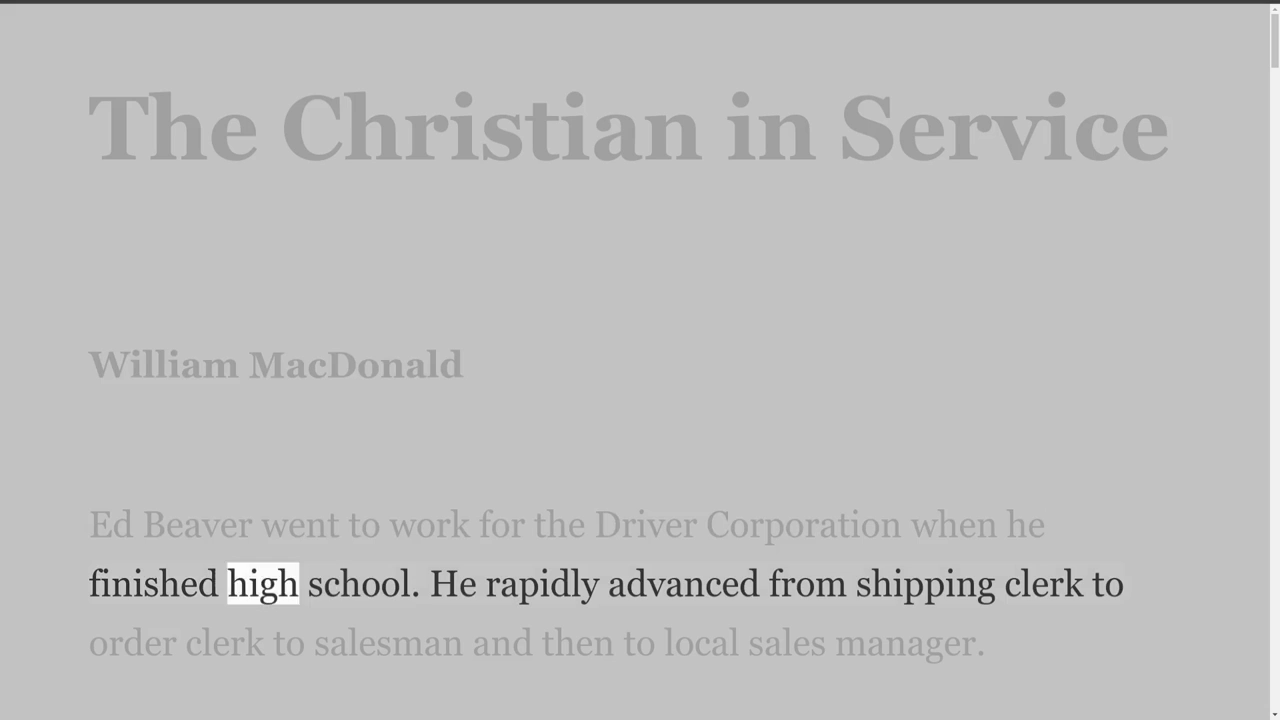 The Christian in Service
William MacDonald
Ed Beaver went to work for the Driver Corporation when he
finished high school. He rapidly advanced from shipping clerk to
order clerk to salesman and then to local sales manager.